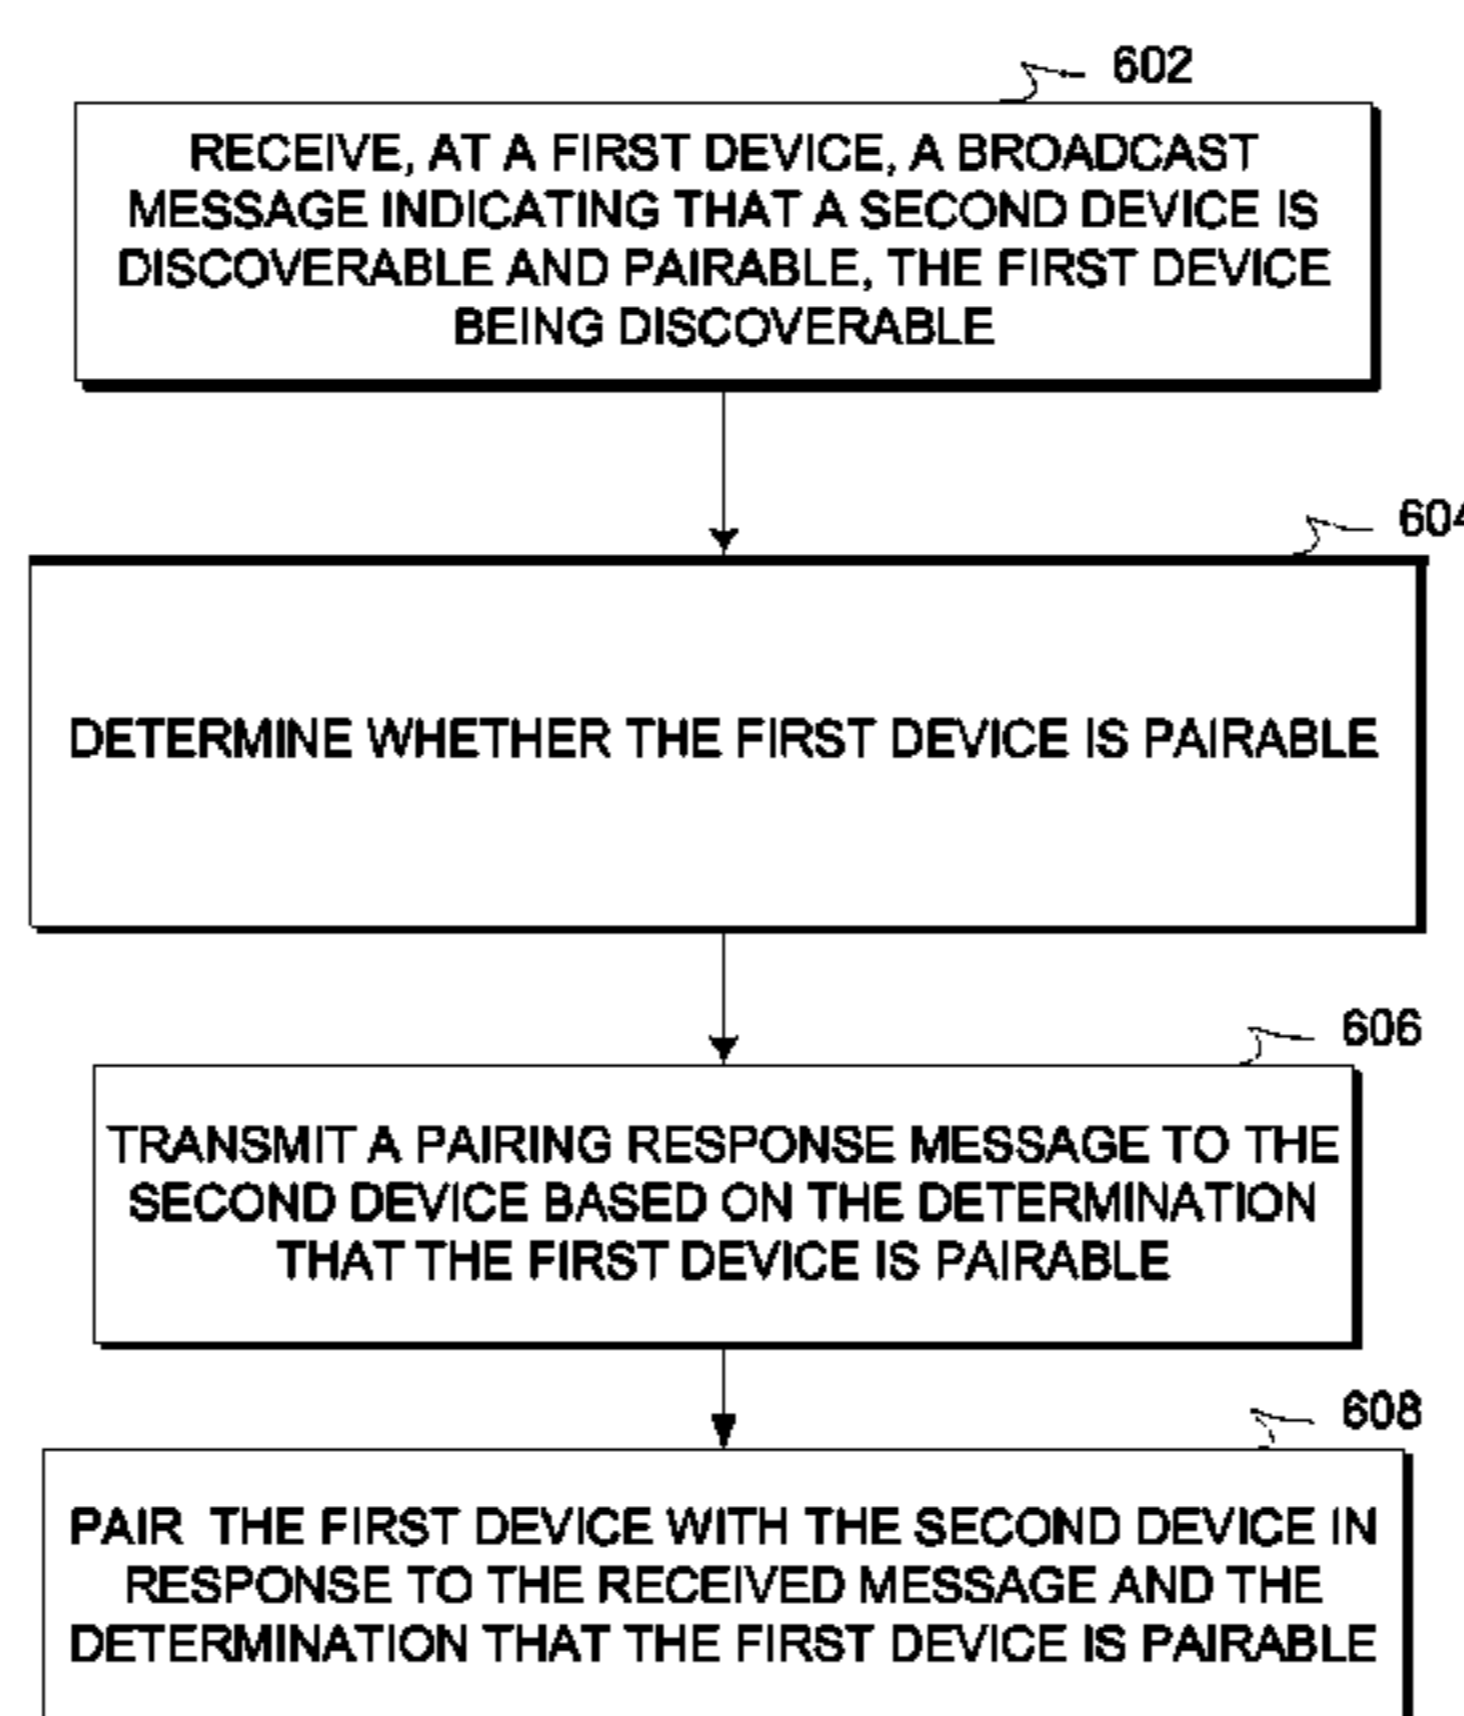 602
RECEIVE, AT A FIRST DEVICE, A BROADCAST
MESSAGE INDICATING THAT A SECOND DEVICE IS
DISCOVERABLE AND PAIRABLE, THE FIRST DEVICE
BEING DISCOVERABLE
604
DETERMINE WHETHER THE FIRST DEVICE IS PAIRABLE
606
TRANSMIT A PAIRING RESPONSE MESSAGE TO THE
SECOND DEVICE BASED ON THE DETERMINATION
THAT THE FIRST DEVICE IS PAIRABLE
608
PAIR THE FIRST DEVICE WITH THE SECOND DEVICE IN
RESPONSE TO THE RECEIVED MESSAGE AND THE
DETERMINATION THAT THE FIRST DEVICE IS PAIRABLE